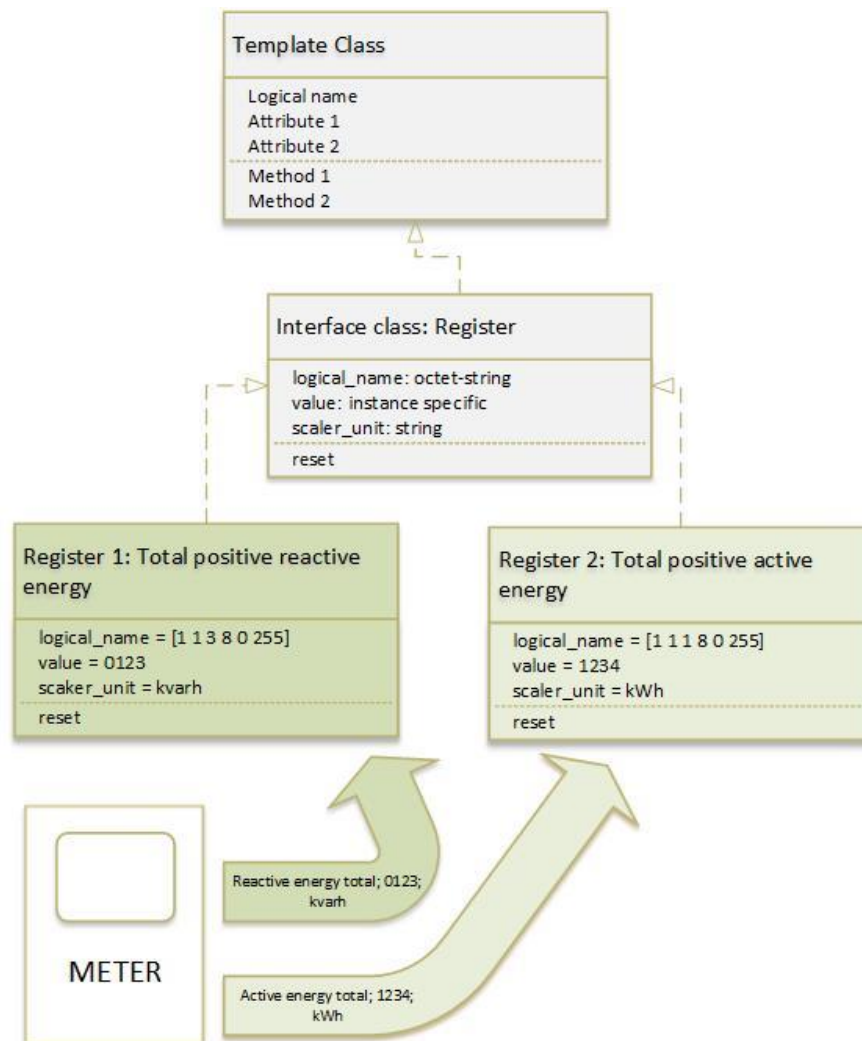 Template Class
Logical name
Attribute 1
Attribute 2
Method 1
Method 2
Interface class: Register
logical_name: octet-string
value: instance specific
scaler_unit: string
reset
Register 1: Total positive reactive
energy
logical_name = [1 1 3 8 0 255]
value = 0123
scaker_unit = kvarh
reset
Register 2: Total positive active
energy
logical_name = [1 1 1 8 0 255]
value = 1234
scaler_unit = kWh
reset
Reactive energy total; 0123;
kvarh
METER
Active energy total; 1234;
kWh